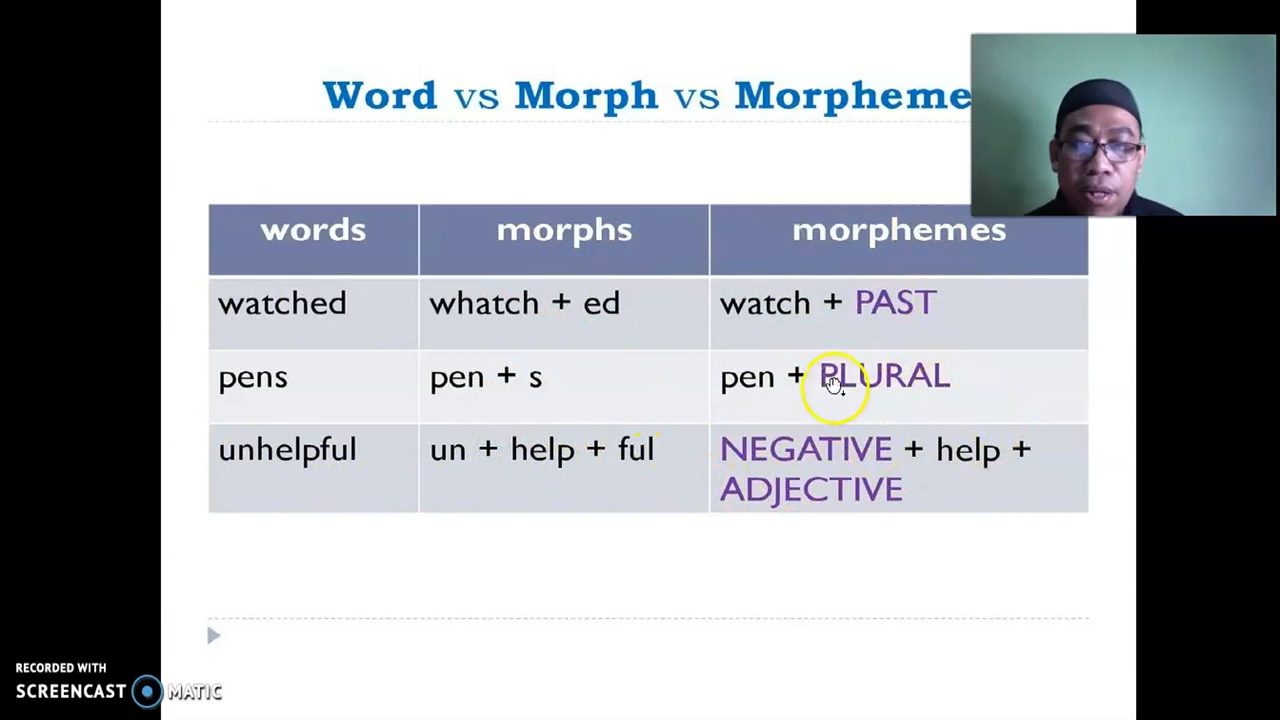 Word vs Morph vs Morpheme
words morphs morphemes
watched whatch + ed watch + PAST
pens pen + s pen + PLURAL
unhelpful un + help + ful NEGATIVE + help +
ADJECTIVE
RECORDED WITH
SCREENCAST MATIC